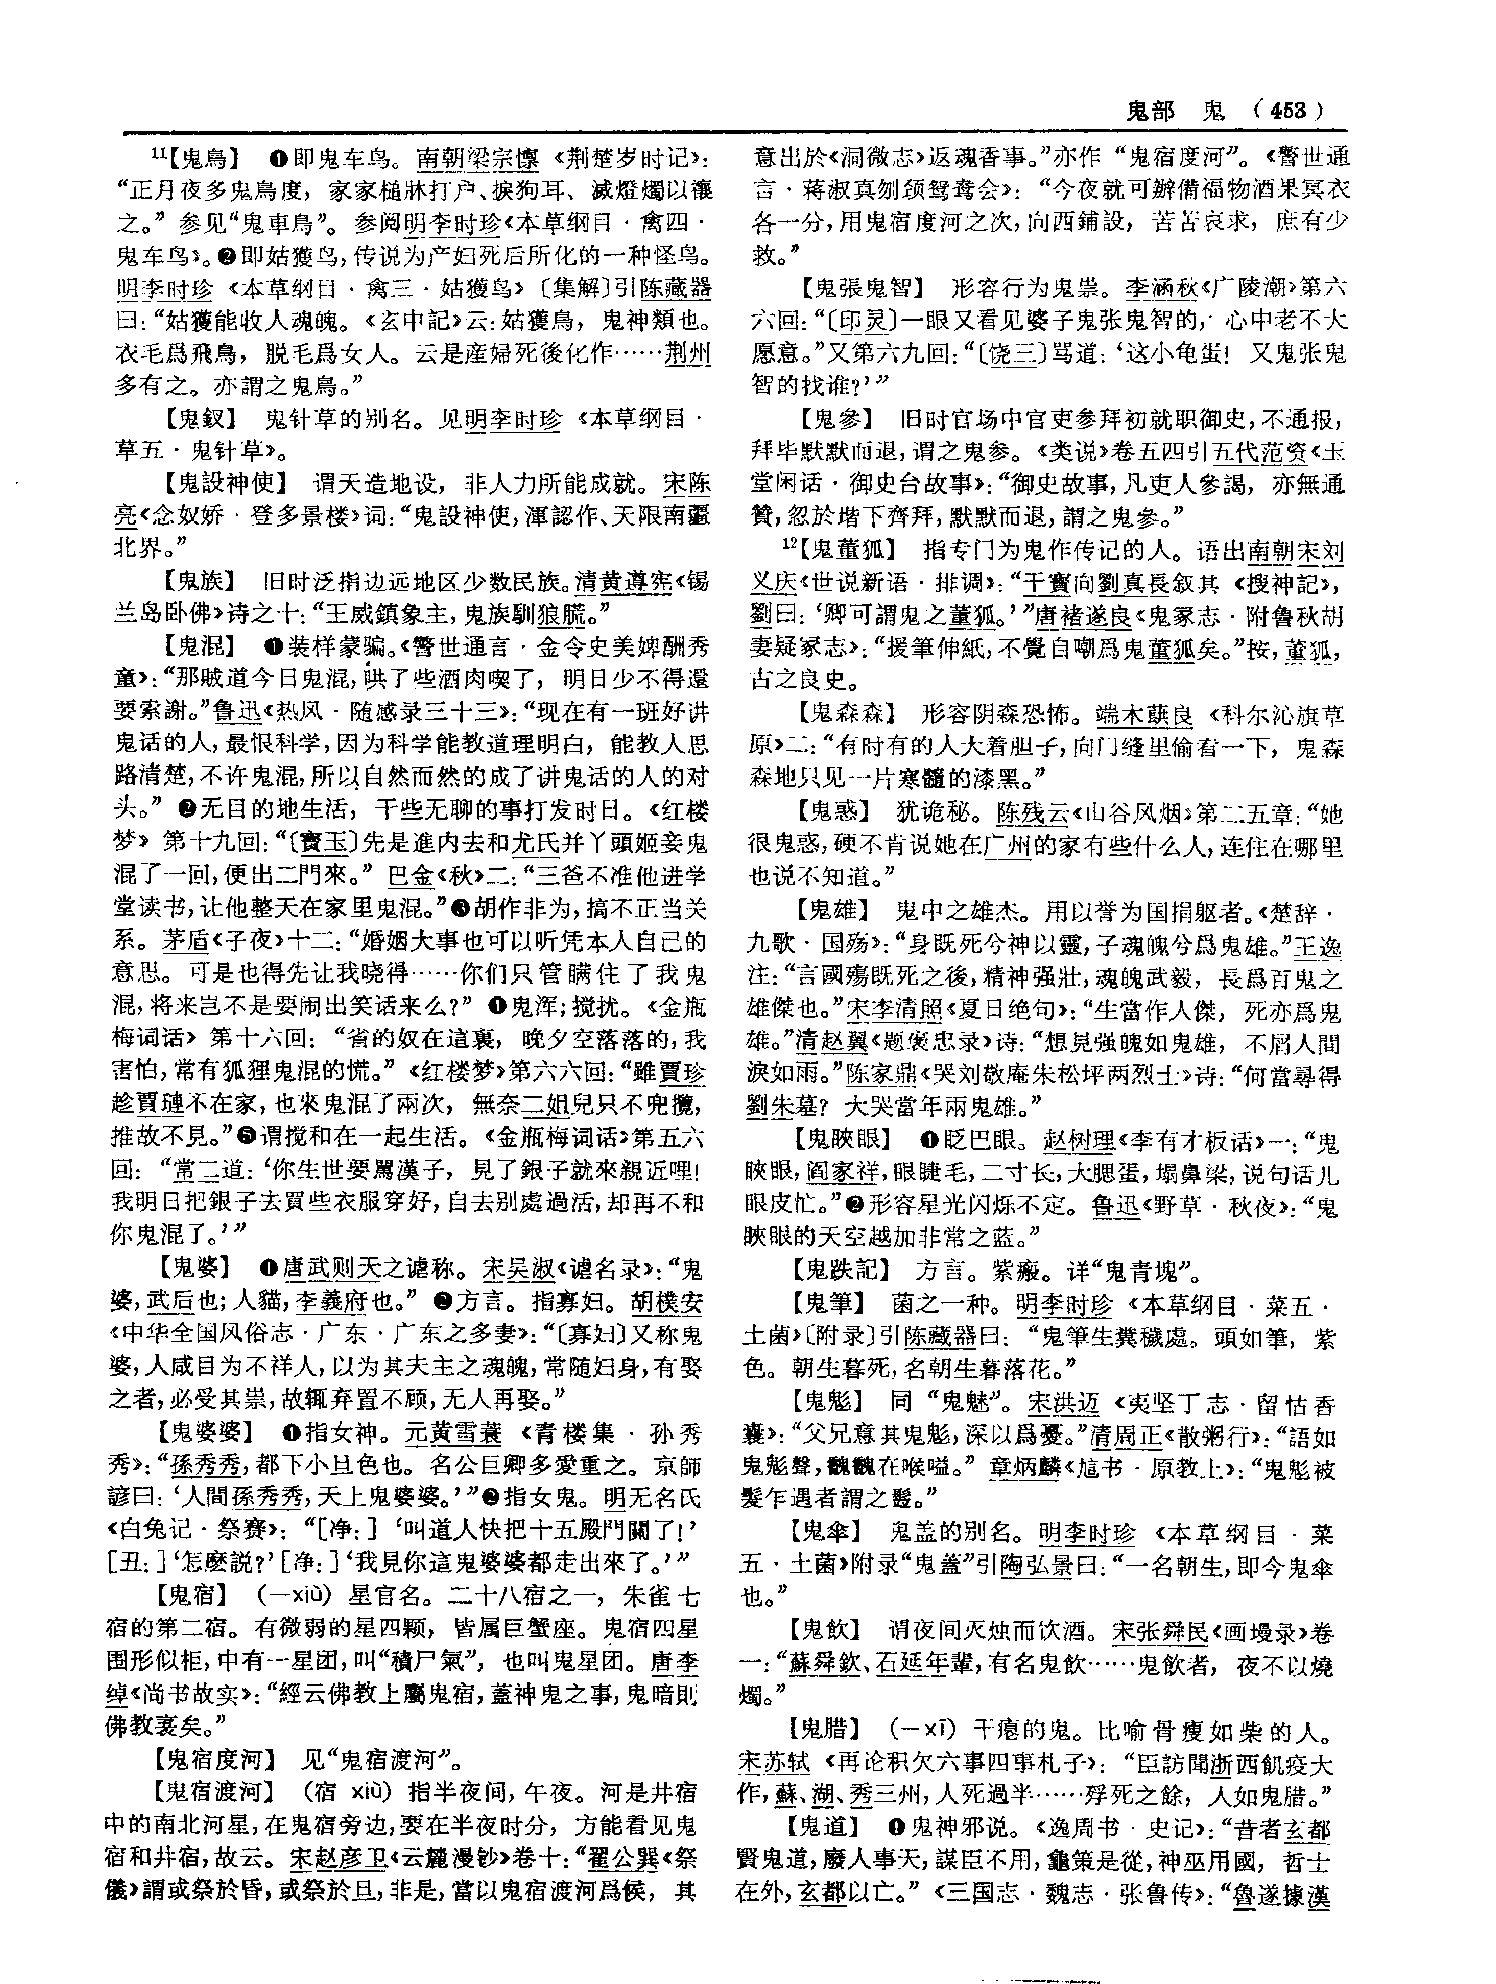 鬼部　鬼　（453）
¹¹【鬼鳥】　❶即鬼车鸟。南朝梁宗懔《荆楚岁时记》：
“正月夜多鬼鳥度，家家槌牀打户、捩狗耳、滅燈燭以禳
之。”参见“鬼車鳥”。参阅明李时珍《本草纲目·禽四·
鬼车鸟》。❷即姑獲鸟，传说为产妇死后所化的一种怪鸟。
明李时珍《本草纲目·禽三·姑獲鸟》〔集解〕引陈藏器
曰：“姑獲能收人魂魄。《玄中記》云：姑獲鳥，鬼神類也。
衣毛爲飛鳥，脱毛爲女人。云是産婦死後化作……荆州
多有之。亦謂之鬼鳥。”
【鬼釵】　鬼针草的别名。见明李时珍《本草纲目·
草五·鬼针草》。
【鬼設神使】　谓天造地设，非人力所能成就。宋陈
亮《念奴娇·登多景楼》词：“鬼設神使，渾認作、天限南疆
北界。”
【鬼族】　旧时泛指边远地区少数民族。清黄遵宪《锡
兰岛卧佛》诗之十：“王威鎮象主，鬼族馴狼䐠。”
【鬼混】　❶装样蒙骗。《警世通言·金令史美婢酬秀
童》：“那賊道今日鬼混，哄了些酒肉喫了，明日少不得還
要索謝。”鲁迅《热风·随感录三十三》：“现在有一班好讲
鬼话的人，最恨科学，因为科学能教道理明白，能教人思
路清楚，不许鬼混，所以自然而然的成了讲鬼话的人的对
头。”❷无目的地生活，干些无聊的事打发时日。《红楼
梦》第十九回：“〔寶玉〕先是進内去和尤氏并丫頭姬妾鬼
混了一回，便出二門來。”巴金《秋》二：“三爸不准他进学
堂读书，让他整天在家里鬼混。”❸胡作非为，搞不正当关
系。茅盾《子夜》十二：“婚姻大事也可以听凭本人自己的
意思。可是也得先让我晓得……你们只管瞒住了我鬼
混，将来岂不是要闹出笑话来么？”❹鬼浑；搅扰。《金瓶
梅词话》第十六回：“省的奴在這裏，晚夕空落落的，我
害怕，常有狐狸鬼混的慌。”《红楼梦》第六六回：“雖賈珍
趁賈璉不在家，也來鬼混了兩次，無奈二姐兒只不兜攬，
推故不見。”❺谓搅和在一起生活。《金瓶梅词话》第五六
回：“常二道：‘你生世要駡漢子，見了銀子就來親近哩！
我明日把銀子去買些衣服穿好，自去别處過活，却再不和
你鬼混了。’”
【鬼婆】　❶唐武则天之谑称。宋吴淑《谑名录》：“鬼
婆，武后也；人貓，李義府也。”❷方言。指寡妇。胡樸安
《中华全国风俗志·广东·广东之多妻》：“〔寡妇〕又称鬼
婆，人咸目为不祥人，以为其夫主之魂魄，常随妇身，有娶
之者，必受其祟，故辄弃置不顾，无人再娶。”
【鬼婆婆】　❶指女神。元黄雪蓑《青楼集·孙秀
秀》：“孫秀秀，都下小旦色也。名公巨卿多愛重之。京師
諺曰：‘人間孫秀秀，天上鬼婆婆。’”❷指女鬼。明无名氏
《白兔记·祭赛》：“［净：］‘叫道人快把十五殿門關了！’
［丑：］‘怎麽説？’［净：］‘我見你這鬼婆婆都走出來了。’”
【鬼宿】　（—xiù）星官名。二十八宿之一，朱雀七
宿的第二宿。有微弱的星四颗，皆属巨蟹座。鬼宿四星
围形似柜，中有一星团，叫“積尸氣”，也叫鬼星团。唐李
绰《尚书故实》：“經云佛教上屬鬼宿，蓋神鬼之事，鬼暗則
佛教衰矣。”
【鬼宿度河】　见“鬼宿渡河”。
【鬼宿渡河】　（宿 xiù）指半夜间，午夜。河是井宿
中的南北河星，在鬼宿旁边，要在半夜时分，方能看见鬼
宿和井宿，故云。宋赵彦卫《云麓漫钞》卷十：“翟公巽《祭
儀》謂或祭於昏，或祭於旦，非是，當以鬼宿渡河爲候，其
意出於《洞微志》返魂香事。”亦作“鬼宿度河”。《警世通
言·蒋淑真刎颈鸳鸯会》：“今夜就可辦備福物酒果冥衣
各一分，用鬼宿度河之次，向西鋪設，苦苦哀求，庶有少
救。”
【鬼張鬼智】　形容行为鬼祟。李涵秋《广陵潮》第六
六回：“〔印灵〕一眼又看见婆子鬼张鬼智的，心中老不大
愿意。”又第六九回：“〔饶三〕骂道：‘这小龟蛋！又鬼张鬼
智的找谁？’”
【鬼參】　旧时官场中官吏参拜初就职御史，不通报，
拜毕默默而退，谓之鬼参。《类说》卷五四引五代范资《玉
堂闲话·御史台故事》：“御史故事，凡吏人參謁，亦無通
贊，忽於堦下齊拜，默默而退，謂之鬼參。”
¹²【鬼董狐】　指专门为鬼作传记的人。语出南朝宋刘
义庆《世说新语·排调》：“干寶向劉真長叙其《搜神記》，
劉曰：‘卿可謂鬼之董狐。’”唐褚遂良《鬼冢志·附鲁秋胡
妻疑冢志》：“援筆伸紙，不覺自嘲爲鬼董狐矣。”按，董狐，
古之良史。
【鬼森森】　形容阴森恐怖。端木蕻良《科尔沁旗草
原》二：“有时有的人大着胆子，向门缝里偷看一下，鬼森
森地只见一片寒髓的漆黑。”
【鬼惑】　犹诡秘。陈残云《山谷风烟》第二五章：“她
很鬼惑，硬不肯说她在广州的家有些什么人，连住在哪里
也说不知道。”
【鬼雄】　鬼中之雄杰。用以誉为国捐躯者。《楚辞·
九歌·国殇》：“身既死兮神以靈，子魂魄兮爲鬼雄。”王逸
注：“言國殤既死之後，精神强壯，魂魄武毅，長爲百鬼之
雄傑也。”宋李清照《夏日绝句》：“生當作人傑，死亦爲鬼
雄。”清赵翼《题褒忠录》诗：“想見强魄如鬼雄，不屑人間
淚如雨。”陈家鼎《哭刘敬庵朱松坪两烈士》诗：“何當尋得
劉朱墓？大哭當年兩鬼雄。”
【鬼䀹眼】　❶眨巴眼。赵树理《李有才板话》一：“鬼
䀹眼，阎家祥，眼睫毛，二寸长，大腮蛋，塌鼻梁，说句话儿
眼皮忙。”❷形容星光闪烁不定。鲁迅《野草·秋夜》：“鬼
䀹眼的天空越加非常之蓝。”
【鬼跌記】　方言。紫瘢。详“鬼青塊”。
【鬼筆】　菌之一种。明李时珍《本草纲目·菜五·
土菌》〔附录〕引陈藏器曰：“鬼筆生糞穢處。頭如筆，紫
色。朝生暮死，名朝生暮落花。”
【鬼鬽】　同“鬼魅”。宋洪迈《夷坚丁志·留怙香
囊》：“父兄意其鬼鬽，深以爲憂。”清周正《散粥行》：“語如
鬼鬽聲，魏魏在喉嗌。”章炳麟《訄书·原教上》：“鬼鬽被
髮乍遇者謂之髲。”
【鬼傘】　鬼盖的别名。明李时珍《本草纲目·菜
五·土菌》附录“鬼蓋”引陶弘景曰：“一名朝生，即今鬼傘
也。”
【鬼飲】　谓夜间灭烛而饮酒。宋张舜民《画墁录》卷
一：“蘇舜欽、石延年輩，有名鬼飲……鬼飲者，夜不以燒
燭。”
【鬼腊】　（—xī）干瘪的鬼。比喻骨瘦如柴的人。
宋苏轼《再论积欠六事四事札子》：“臣訪聞浙西飢疫大
作，蘇、湖、秀三州，人死過半……殍死之餘，人如鬼腊。”
【鬼道】　❶鬼神邪说。《逸周书·史记》：“昔者玄都
賢鬼道，廢人事天，謀臣不用，龜策是從，神巫用國，哲士
在外，玄都以亡。”《三国志·魏志·张鲁传》：“魯遂據漢